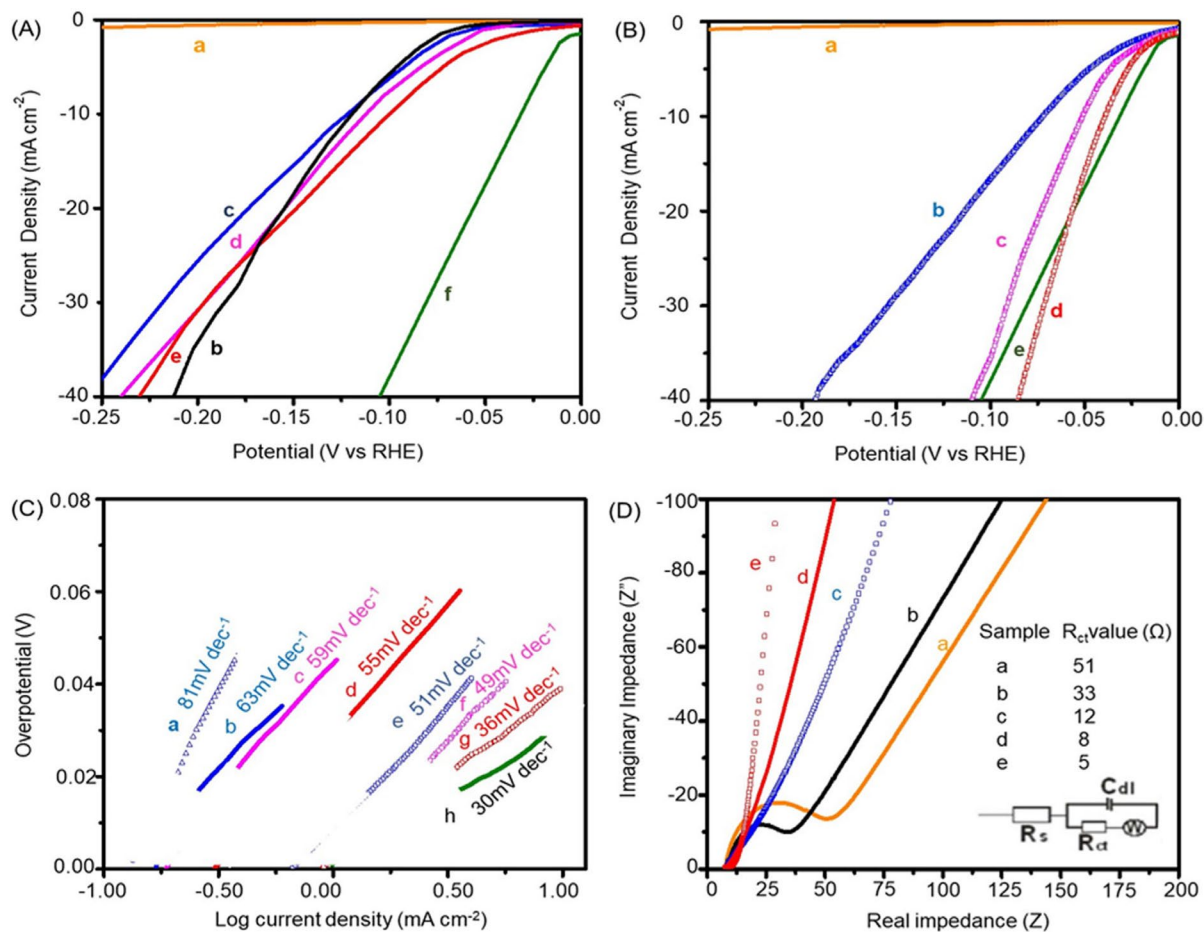 (A)
0
-10
-20
-30
-40
-0.25
-0.20
-0.15
-0.10
-0.05
0.00
Current Density (mA cm-2)
Potential (V vs RHE)
a
c
d
e
b
f
(B)
0
-10
-20
-30
-40
-0.25
-0.20
-0.15
-0.10
-0.05
0.00
Current Density (mA cm-2)
Potential (V vs RHE)
a
b
c
d
e
(C)
0.08
0.06
0.04
0.02
0.00
-1.00
-0.50
0.00
0.50
1.00
Overpotential (V)
Log current density (mA cm-2)
a 81mV dec-1
b 63mV dec-1
c 59mV dec-1
d 55mV dec-1
e 51mV dec-1
f 49mV dec-1
g 36mV dec-1
h 30mV dec-1
(D)
-100
-80
-60
-40
-20
0
0
25
50
75
100
125
150
Imaginary Impedance (Z")
Real impedance (Z)
e
d
c
b
a
Sample Rctvalue (Ω)
a 51
b 33
c 12
d 8
e 5
Cdl
Rs
Rct
W